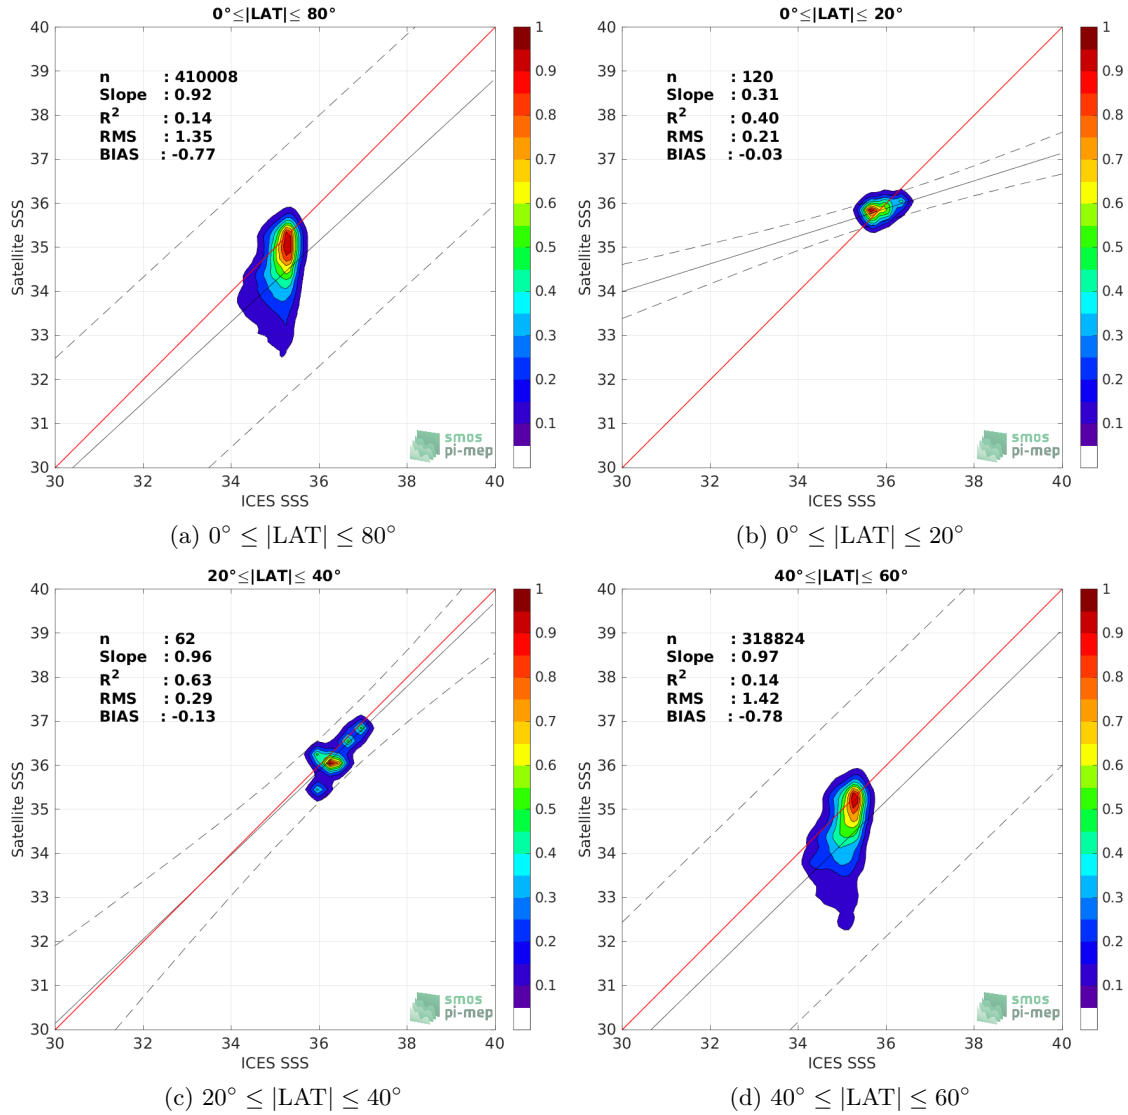 0°≤|LAT|≤ 80°
n : 410008
Slope : 0.92
R² : 0.14
RMS : 1.35
BIAS : -0.77
40
39
38
37
36
35
34
33
32
31
30
Satellite SSS
30 32 34 36 38 40
ICES SSS
smos
pi-mep
1
0.9
0.8
0.7
0.6
0.5
0.4
0.3
0.2
0.1
(a) 0° ≤ |LAT| ≤ 80°
0°≤|LAT|≤ 20°
n : 120
Slope : 0.31
R² : 0.40
RMS : 0.21
BIAS : -0.03
40
39
38
37
36
35
34
33
32
31
30
Satellite SSS
30 32 34 36 38 40
ICES SSS
smos
pi-mep
1
0.9
0.8
0.7
0.6
0.5
0.4
0.3
0.2
0.1
(b) 0° ≤ |LAT| ≤ 20°
20°≤|LAT|≤ 40°
n : 62
Slope : 0.96
R² : 0.63
RMS : 0.29
BIAS : -0.13
40
39
38
37
36
35
34
33
32
31
30
Satellite SSS
30 32 34 36 38 40
ICES SSS
smos
pi-mep
1
0.9
0.8
0.7
0.6
0.5
0.4
0.3
0.2
0.1
(c) 20° ≤ |LAT| ≤ 40°
40°≤|LAT|≤ 60°
n : 318824
Slope : 0.97
R² : 0.14
RMS : 1.42
BIAS : -0.78
40
39
38
37
36
35
34
33
32
31
30
Satellite SSS
30 32 34 36 38 40
ICES SSS
smos
pi-mep
1
0.9
0.8
0.7
0.6
0.5
0.4
0.3
0.2
0.1
(d) 40° ≤ |LAT| ≤ 60°